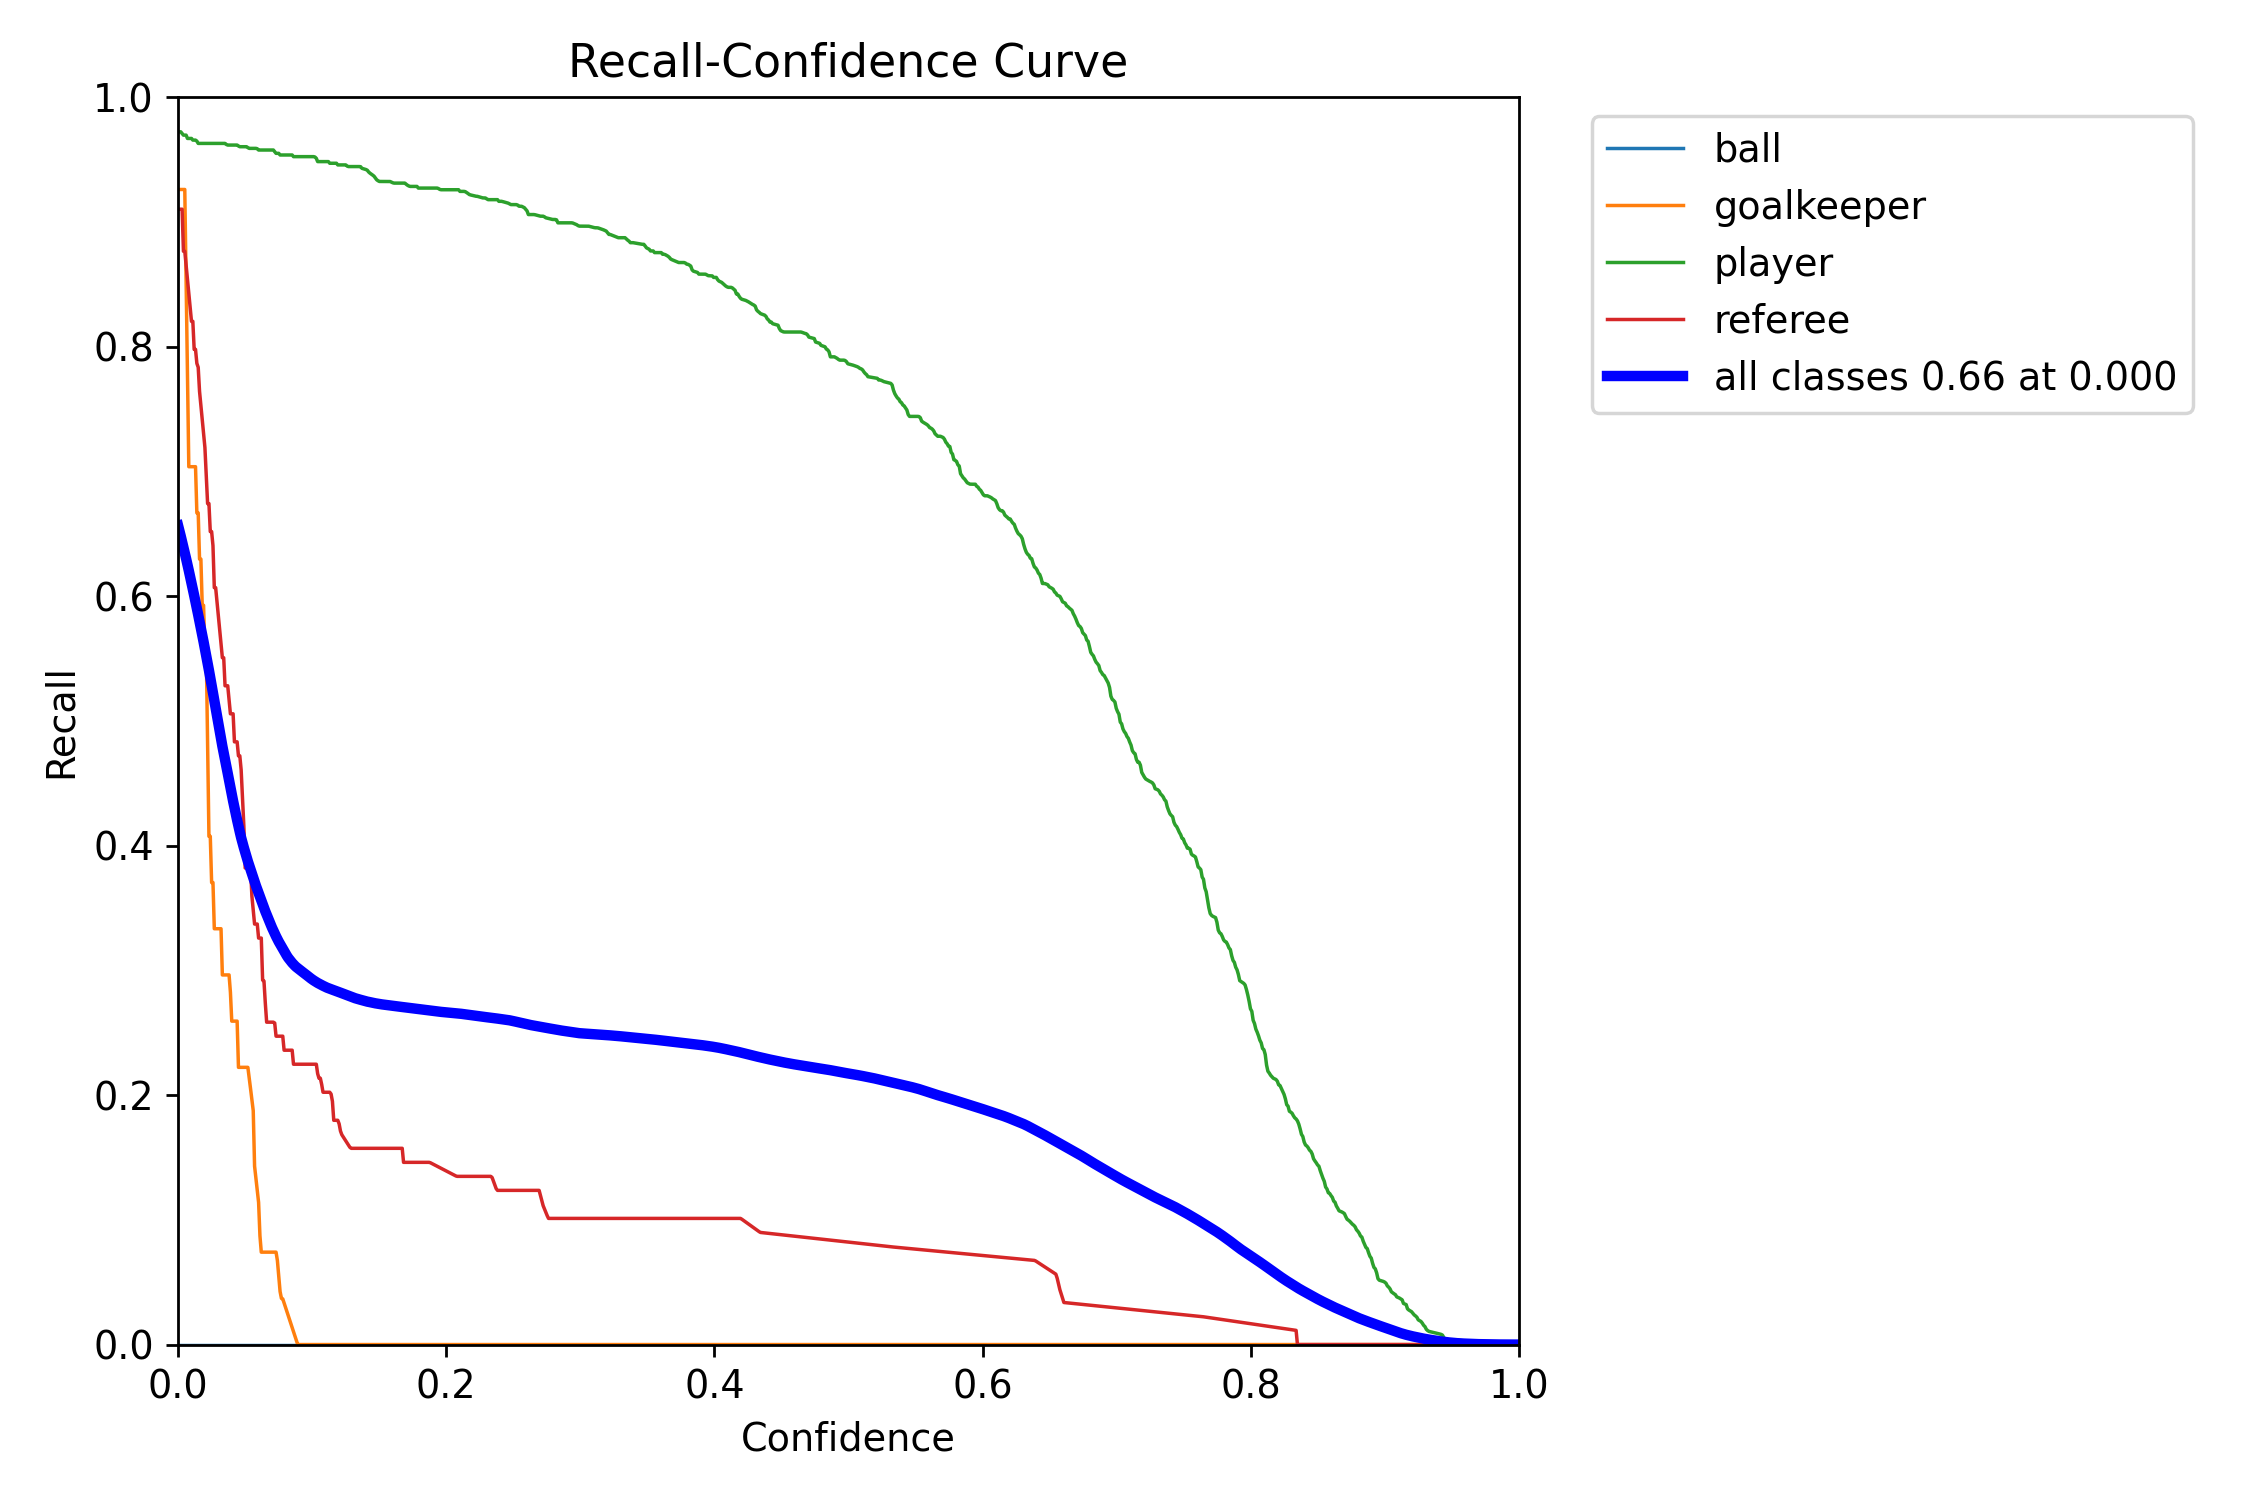 Recall-Confidence Curve
1.0
0.8
0.6
0.4
0.2
0.0
Recall
0.0 0.2 0.4 0.6 0.8 1.0
Confidence
ball
goalkeeper
player
referee
all classes 0.66 at 0.000